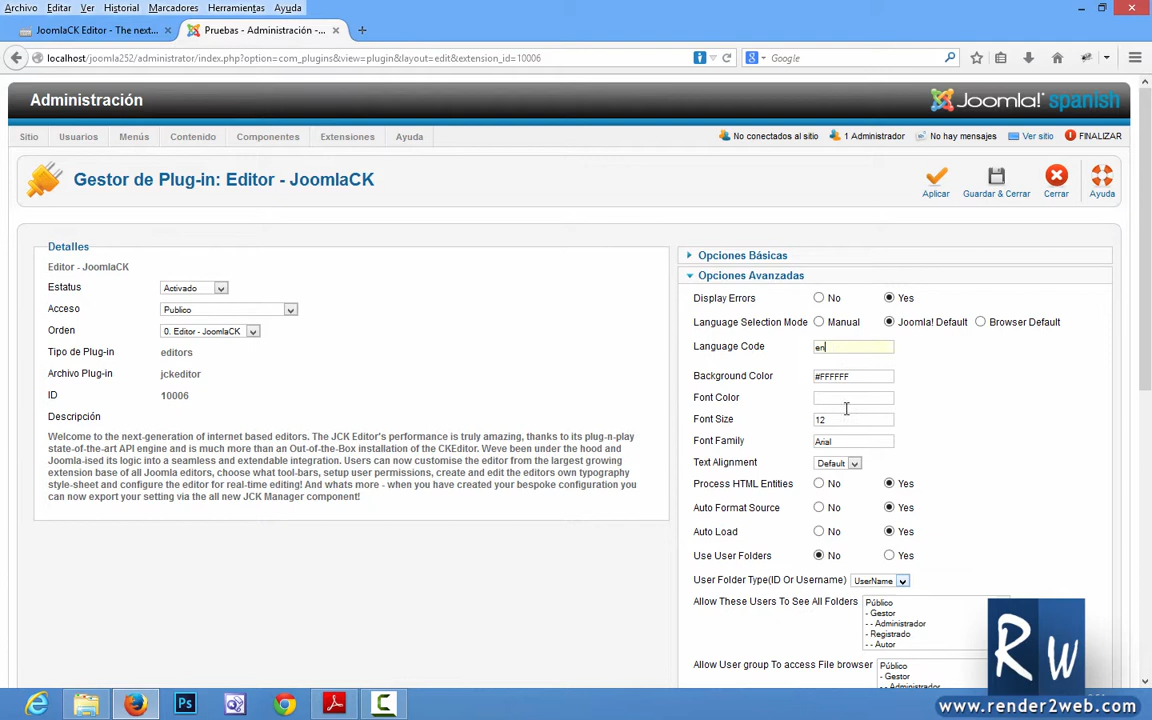 Archivo Editar Ver Historial Marcadores Herramientas Ayuda
JoomlaCK Editor - The next... × Pruebas - Administración -... ×
localhost/joomla252/administrator/index.php?option=com_plugins&view=plugin&layout=edit&extension_id=10006
Google
Administración
Joomla! spanish
Sitio Usuarios Menús Contenido Componentes Extensiones Ayuda
No conectados al sitio 1 Administrador No hay mensajes Ver sitio FINALIZAR
Gestor de Plug-in: Editor - JoomlaCK
Aplicar Guardar & Cerrar Cerrar Ayuda
Detalles
Editor - JoomlaCK
Estatus Activado
Acceso Publico
Orden 0. Editor - JoomlaCK
Tipo de Plug-in editors
Archivo Plug-in jckeditor
ID 10006
Descripción
Welcome to the next-generation of internet based editors. The JCK Editor's performance is truly amazing, thanks to its plug-n-play
state-of-the-art API engine and is much more than an Out-of-the-Box installation of the CKEditor. Weve been under the hood and
Joomla-ised its logic into a seamless and extendable integration. Users can now customise the editor from the largest growing
extension base of all Joomla editors, choose what tool-bars, setup user permissions, create and edit the editors own typography
style-sheet and configure the editor for real-time editing! And whats more - when you have created your bespoke configuration you
can now export your setting via the all new JCK Manager component!
Opciones Básicas
Opciones Avanzadas
Display Errors No Yes
Language Selection Mode Manual Joomla! Default Browser Default
Language Code en
Background Color #FFFFFF
Font Color
Font Size 12
Font Family Arial
Text Alignment Default
Process HTML Entities No Yes
Auto Format Source No Yes
Auto Load No Yes
Use User Folders No Yes
User Folder Type(ID Or Username) UserName
Allow These Users To See All Folders Público
- Gestor
- - Administrador
- Registrado
- - Autor
Allow User group To access File browser Público
- Gestor
- - Administrador
RW
www.render2web.com